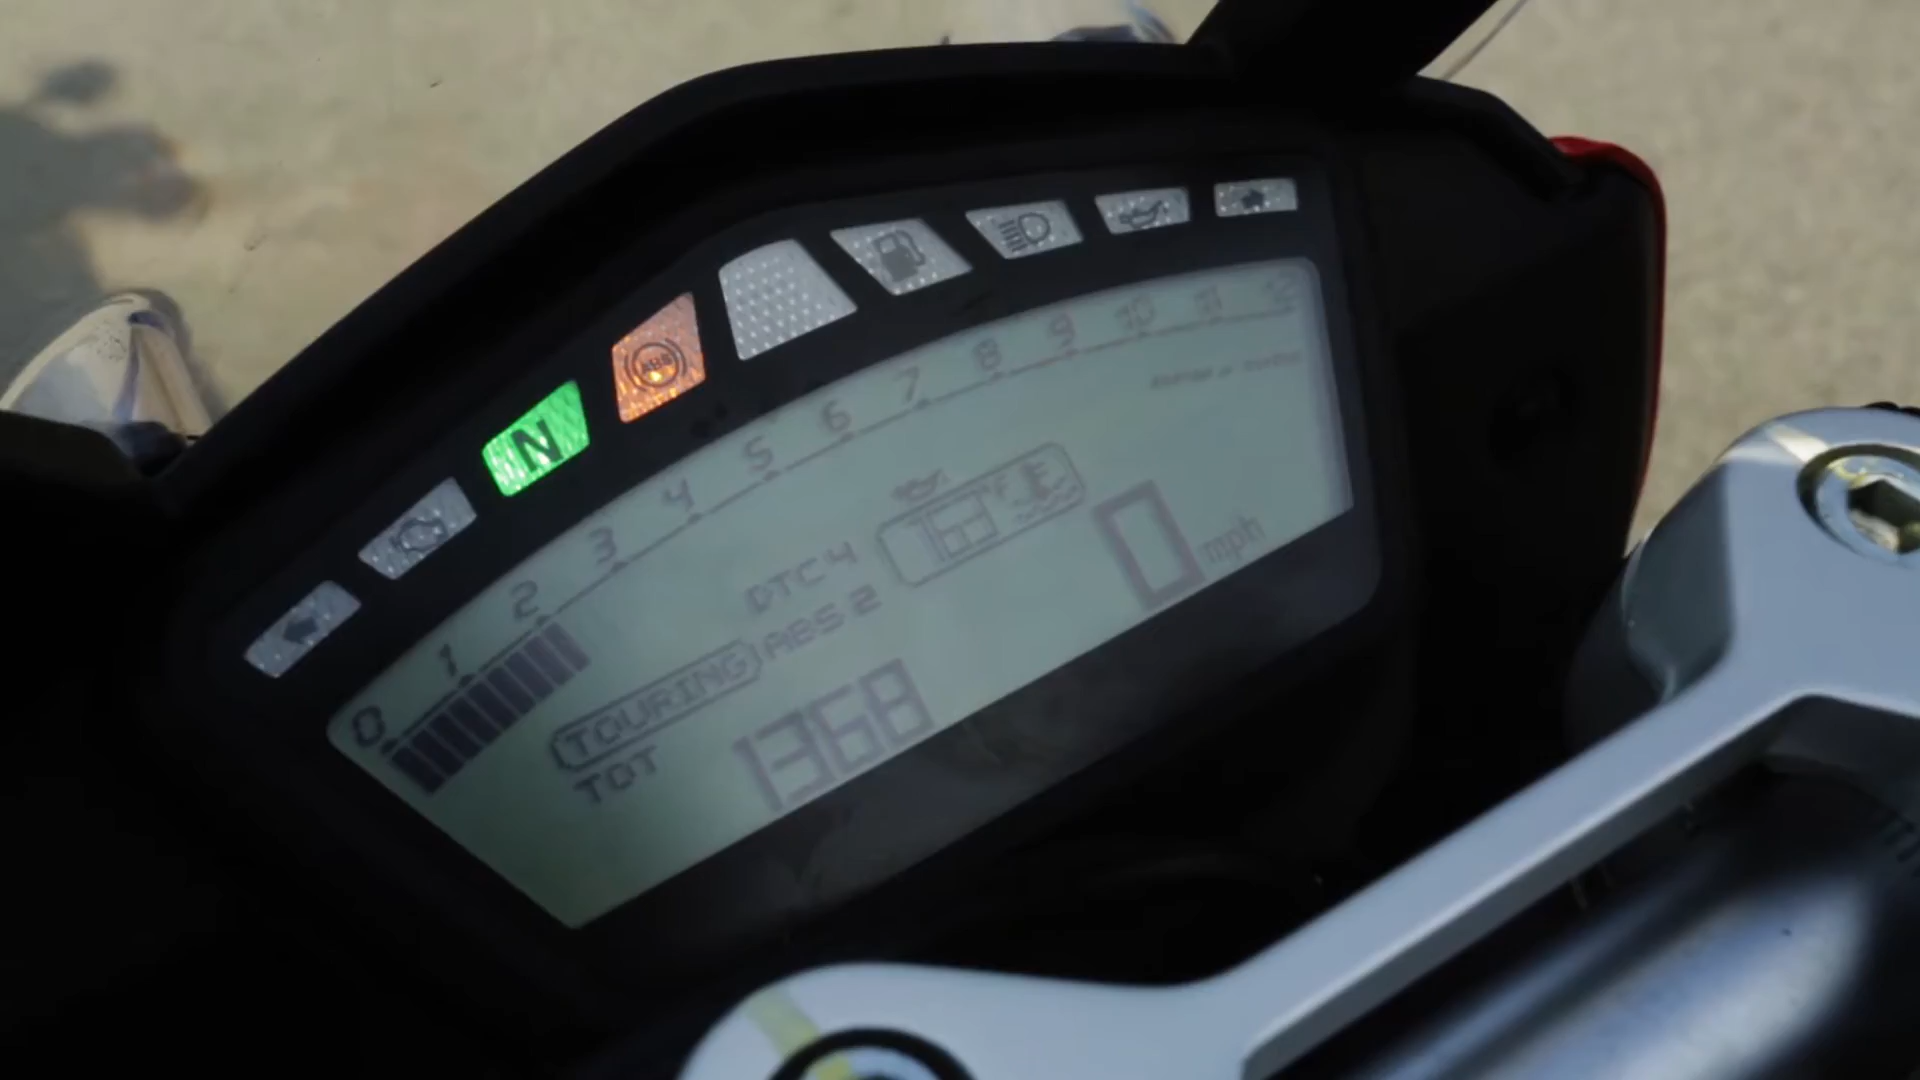 N
ABS
0 1 2 3 4 5 6 7 8 9 10 11 12
163°F
DTC 4
0 mph
TOURING ABS 2
TOT 1368